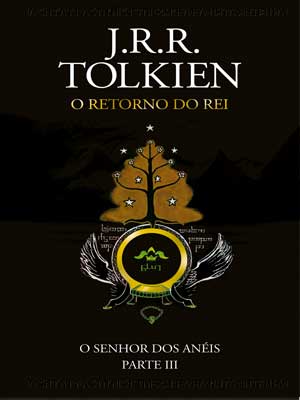 J.R.R.
TOLKIEN
O RETORNO DO REI
O SENHOR DOS ANÉIS
PARTE III